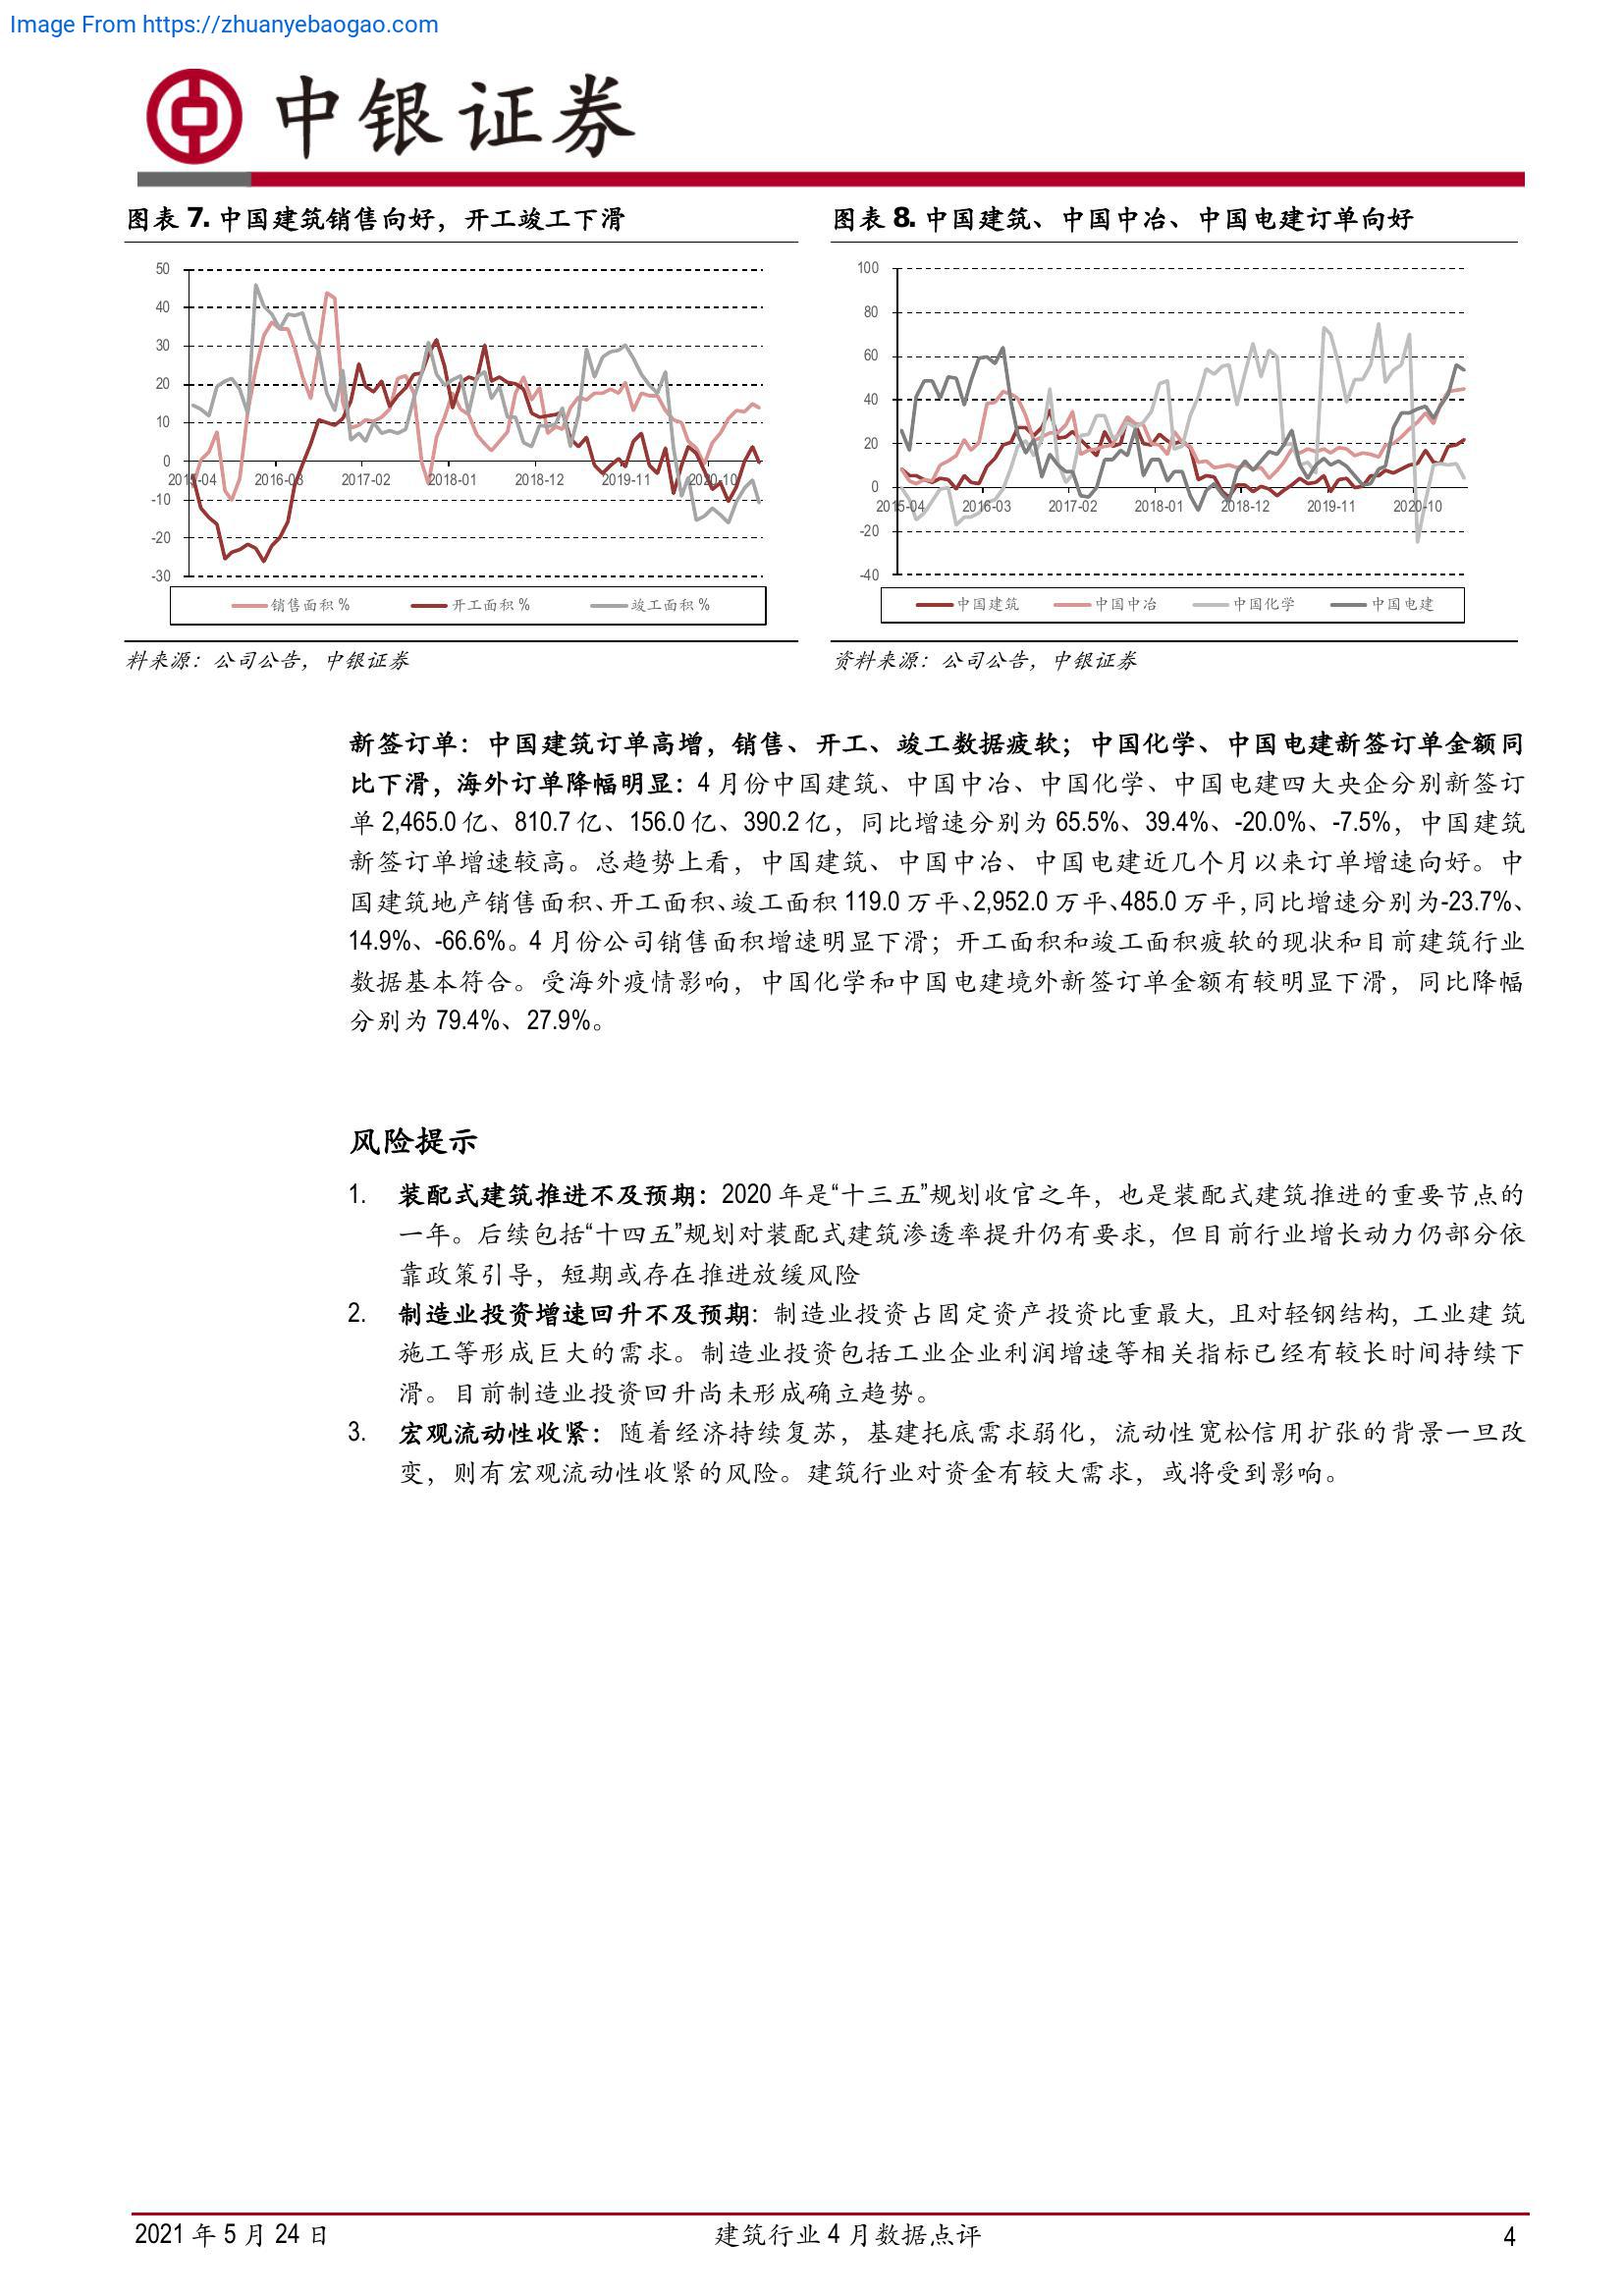 Image From https://zhuanyebaogao.com
中银证券
图表 7. 中国建筑销售向好，开工竣工下滑
50
40
30
20
10
0
-10
-20
-30
2015-04 2016-03 2017-02 2018-01 2018-12 2019-11 2020-10
销售面积 % 开工面积 % 竣工面积 %
料来源：公司公告，中银证券
图表 8. 中国建筑、中国中冶、中国电建订单向好
100
80
60
40
20
0
-20
-40
2015-04 2016-03 2017-02 2018-01 2018-12 2019-11 2020-10
中国建筑 中国中冶 中国化学 中国电建
资料来源：公司公告，中银证券
新签订单：中国建筑订单高增，销售、开工、竣工数据疲软；中国化学、中国电建新签订单金额同
比下滑，海外订单降幅明显：4 月份中国建筑、中国中冶、中国化学、中国电建四大央企分别新签订
单 2,465.0 亿、810.7 亿、156.0 亿、390.2 亿，同比增速分别为 65.5%、39.4%、-20.0%、-7.5%，中国建筑
新签订单增速较高。总趋势上看，中国建筑、中国中冶、中国电建近几个月以来订单增速向好。中
国建筑地产销售面积、开工面积、竣工面积 119.0 万平、2,952.0 万平、485.0 万平，同比增速分别为-23.7%、
14.9%、-66.6%。4 月份公司销售面积增速明显下滑；开工面积和竣工面积疲软的现状和目前建筑行业
数据基本符合。受海外疫情影响，中国化学和中国电建境外新签订单金额有较明显下滑，同比降幅
分别为 79.4%、27.9%。
风险提示
1. 装配式建筑推进不及预期：2020 年是“十三五”规划收官之年，也是装配式建筑推进的重要节点的
一年。后续包括“十四五”规划对装配式建筑渗透率提升仍有要求，但目前行业增长动力仍部分依
靠政策引导，短期或存在推进放缓风险
2. 制造业投资增速回升不及预期：制造业投资占固定资产投资比重最大，且对轻钢结构，工业建 筑
施工等形成巨大的需求。制造业投资包括工业企业利润增速等相关指标已经有较长时间持续下
滑。目前制造业投资回升尚未形成确立趋势。
3. 宏观流动性收紧：随着经济持续复苏，基建托底需求弱化，流动性宽松信用扩张的背景一旦改
变，则有宏观流动性收紧的风险。建筑行业对资金有较大需求，或将受到影响。
2021 年 5 月 24 日 建筑行业 4 月数据点评 4